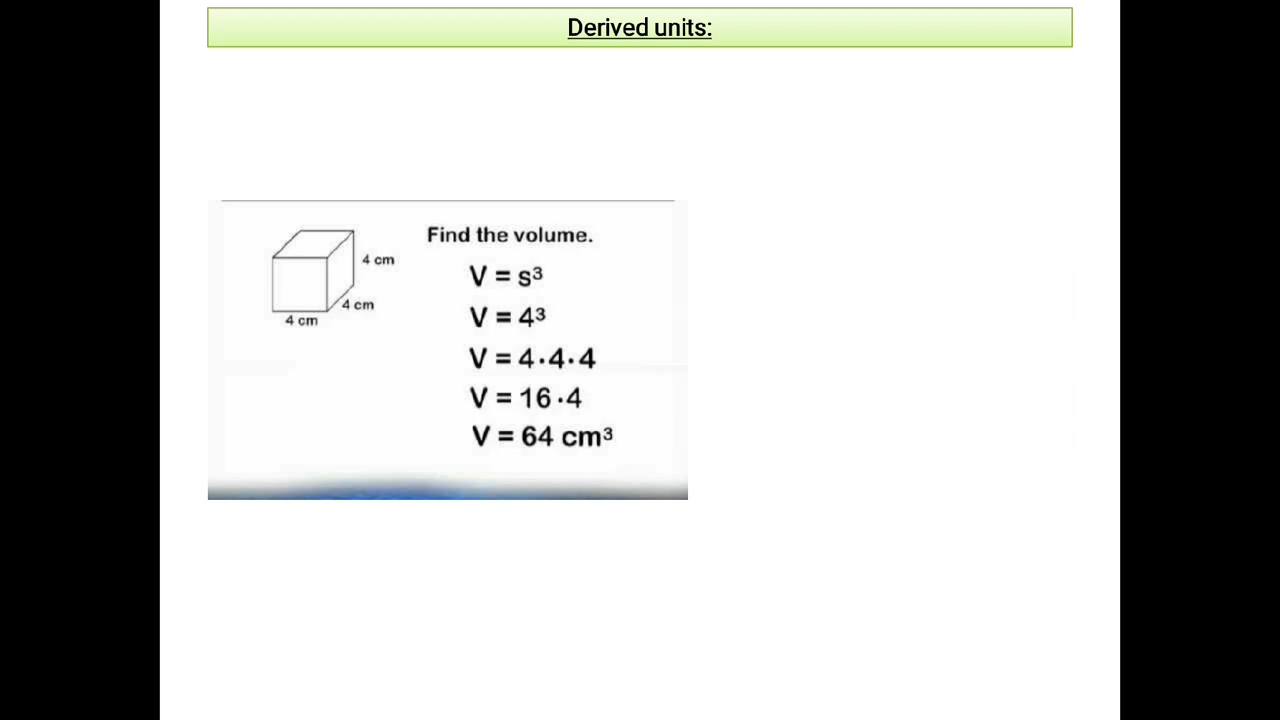 Derived units:
Find the volume.
4 cm
4 cm
4 cm
V = s³
V = 4³
V = 4·4·4
V = 16·4
V = 64 cm³